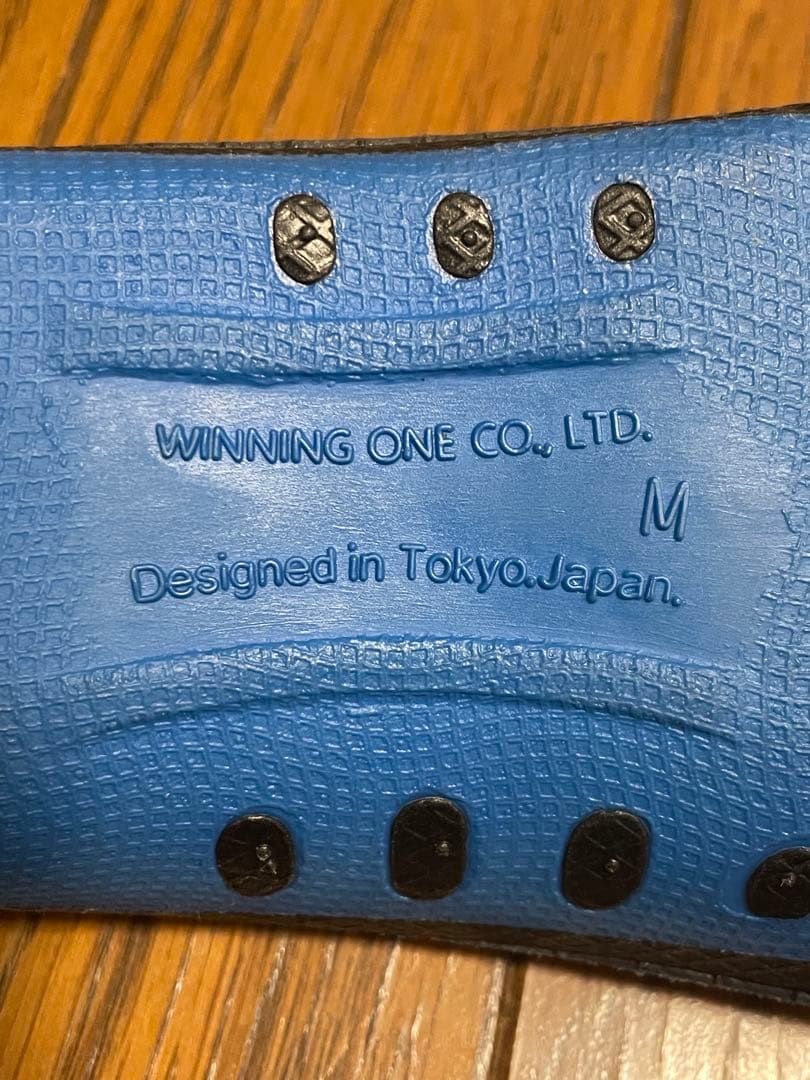 WINNING ONE CO., LTD.
M
Designed in Tokyo.Japan.